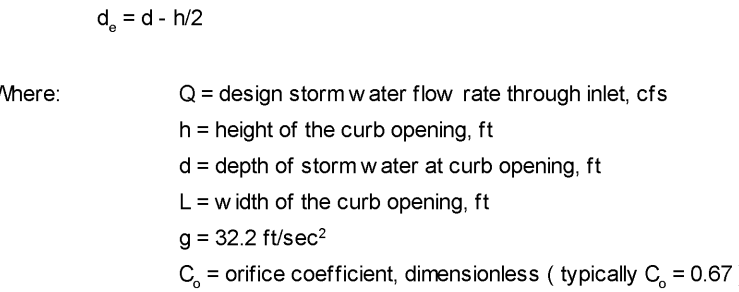 dₑ = d - h/2
Where: Q = design storm water flow rate through inlet, cfs
h = height of the curb opening, ft
d = depth of storm water at curb opening, ft
L = width of the curb opening, ft
g = 32.2 ft/sec²
Cₒ = orifice coefficient, dimensionless ( typically Cₒ = 0.67